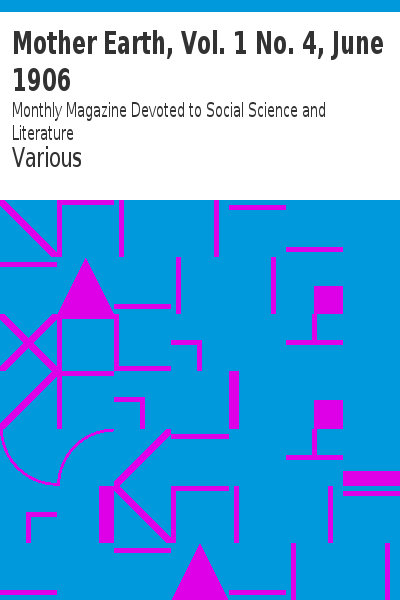 Mother Earth, Vol. 1 No. 4, June
1906
Monthly Magazine Devoted to Social Science and
Literature
Various